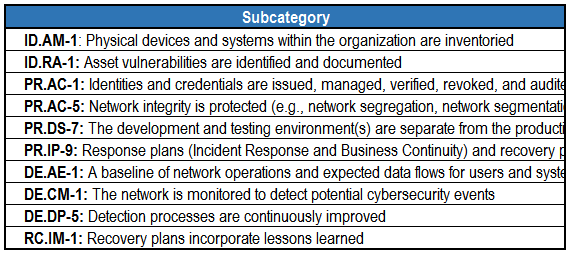 Subcategory
ID.AM-1: Physical devices and systems within the organization are inventoried
ID.RA-1: Asset vulnerabilities are identified and documented
PR.AC-1: Identities and credentials are issued, managed, verified, revoked, and audite
PR.AC-5: Network integrity is protected (e.g., network segregation, network segmentati
PR.DS-7: The development and testing environment(s) are separate from the producti
PR.IP-9: Response plans (Incident Response and Business Continuity) and recovery p
DE.AE-1: A baseline of network operations and expected data flows for users and syste
DE.CM-1: The network is monitored to detect potential cybersecurity events
DE.DP-5: Detection processes are continuously improved
RC.IM-1: Recovery plans incorporate lessons learned